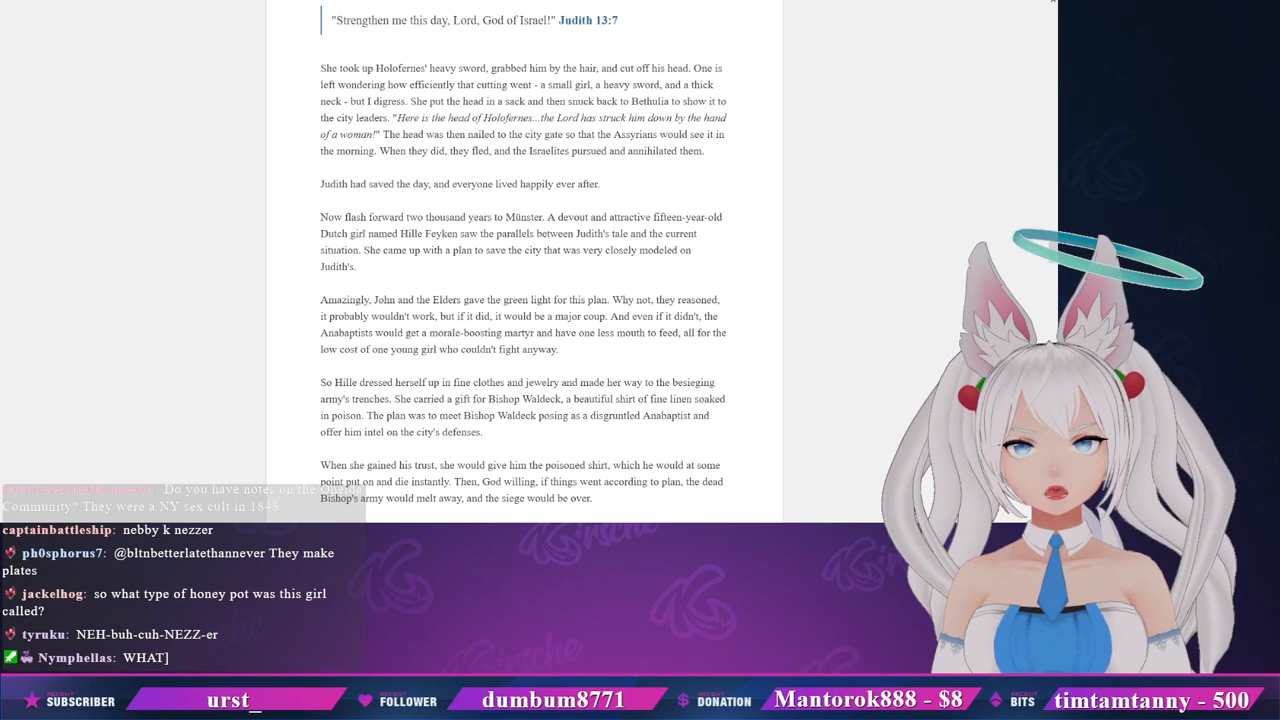 "Strengthen me this day, Lord, God of Israel!" Judith 13:7
She took up Holofernes' heavy sword, grabbed him by the hair, and cut off his head. One is
left wondering how efficiently that cutting went - a small girl, a heavy sword, and a thick
neck - but I digress. She put the head in a sack and then snuck back to Bethulia to show it to
the city leaders. "Here is the head of Holofernes...the Lord has struck him down by the hand
of a woman!" The head was then nailed to the city gate so that the Assyrians would see it in
the morning. When they did, they fled, and the Israelites pursued and annihilated them.
Judith had saved the day, and everyone lived happily ever after.
Now flash forward two thousand years to Münster. A devout and attractive fifteen-year-old
Dutch girl named Hille Feyken saw the parallels between Judith's tale and the current
situation. She came up with a plan to save the city that was very closely modeled on
Judith's.
Amazingly, John and the Elders gave the green light for this plan. Why not, they reasoned,
it probably wouldn't work, but if it did, it would be a major coup. And even if it didn't, the
Anabaptists would get a morale-boosting martyr and have one less mouth to feed, all for the
low cost of one young girl who couldn't fight anyway.
So Hille dressed herself up in fine clothes and jewelry and made her way to the besieging
army's trenches. She carried a gift for Bishop Waldeck, a beautiful shirt of fine linen soaked
in poison. The plan was to meet Bishop Waldeck posing as a disgruntled Anabaptist and
offer him intel on the city's defenses.
When she gained his trust, she would give him the poisoned shirt, which he would at some
point put on and die instantly. Then, God willing, if things went according to plan, the dead
Bishop's army would melt away, and the siege would be over.
Do you have notes on the
Community? They were a NY sex cult in 1848.
captainbattleship: nebby k nezzer
ph0sphorus7: @bltnbetterlatethannever They make
plates
jackelhog: so what type of honey pot was this girl
called?
tyruku: NEH-buh-cuh-NEZZ-er
Nymphellas: WHAT]
RECENT SUBSCRIBER urst_ RECENT FOLLOWER dumbum8771 RECENT DONATION Mantorok888 - $8 RECENT BITS timtamtanny - 500